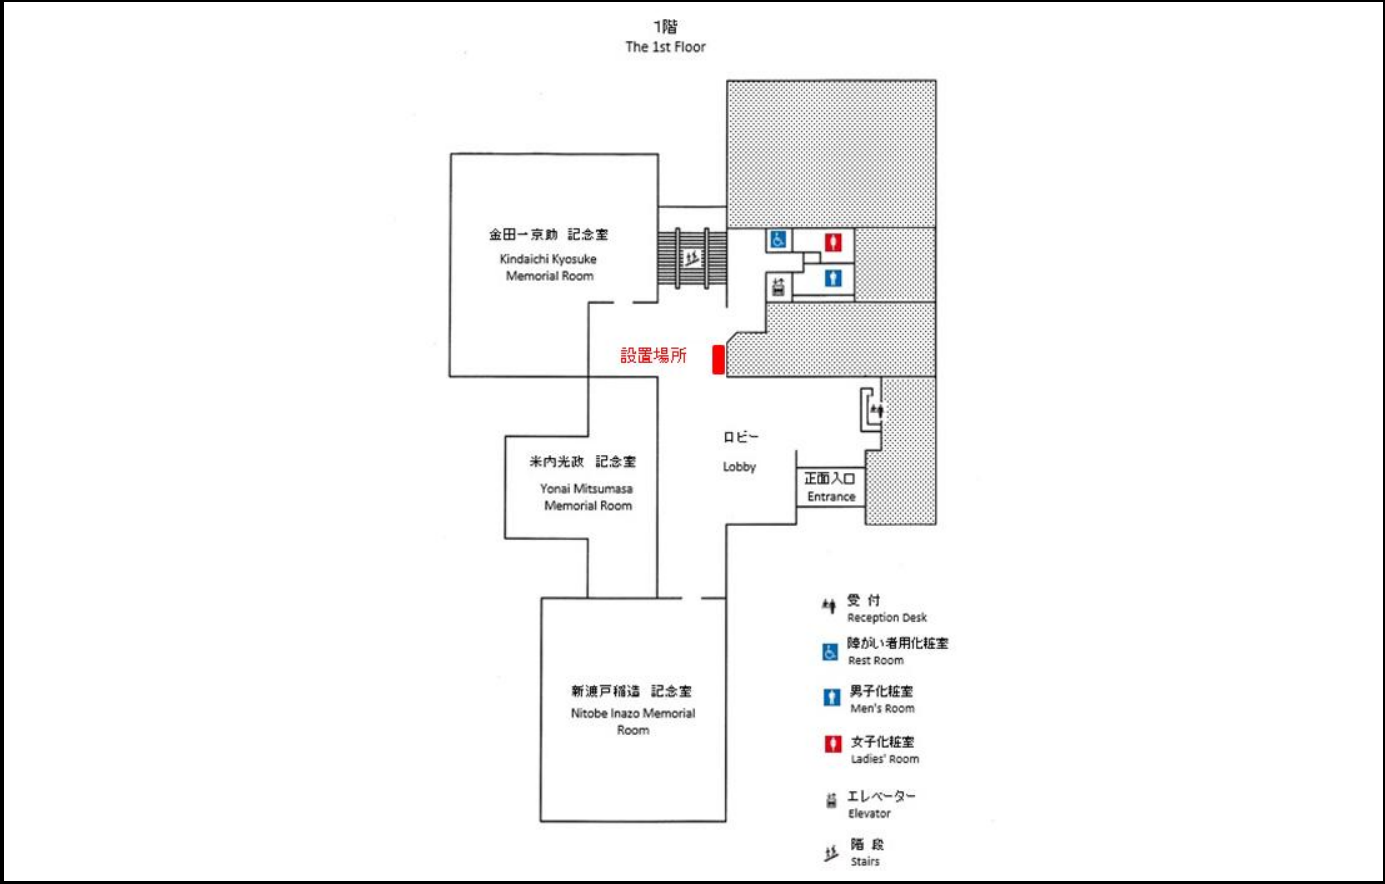 1階
The 1st Floor
金田一京助 記念室
Kindaichi Kyosuke
Memorial Room
設置場所
ロビー
Lobby
米内光政 記念室
Yonai Mitsumasa
Memorial Room
正面入口
Entrance
新渡戸稲造 記念室
Nitobe Inazo Memorial
Room
受 付
Reception Desk
障がい者用化粧室
Rest Room
男子化粧室
Men's Room
女子化粧室
Ladies' Room
エレベーター
Elevator
階 段
Stairs